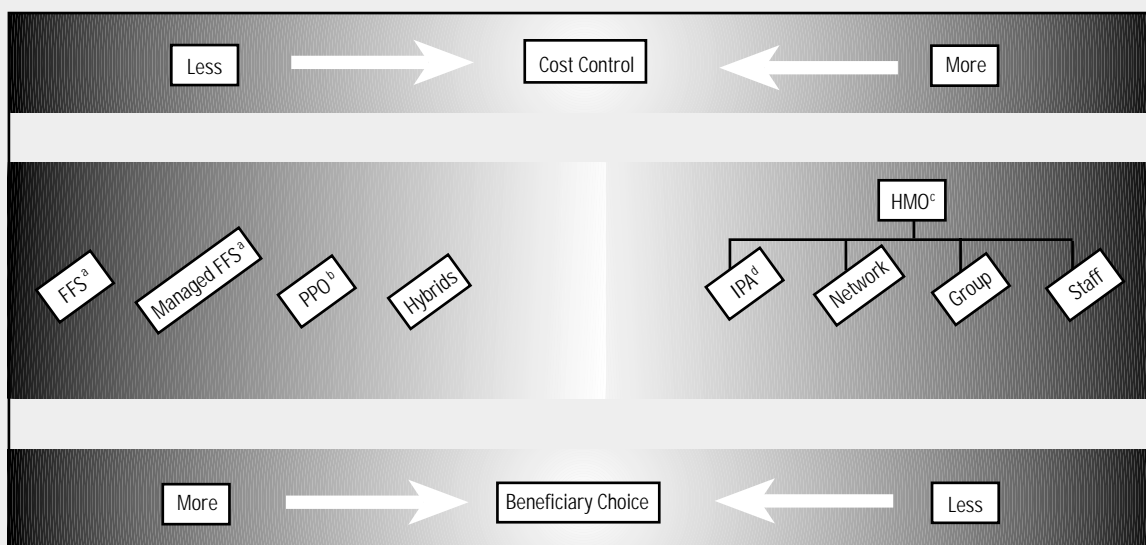 Less
Cost Control
More
HMOᶜ
FFSᵃ
Managed FFSᵃ
PPOᵇ
Hybrids
IPAᵈ
Network
Group
Staff
More
Beneficiary Choice
Less